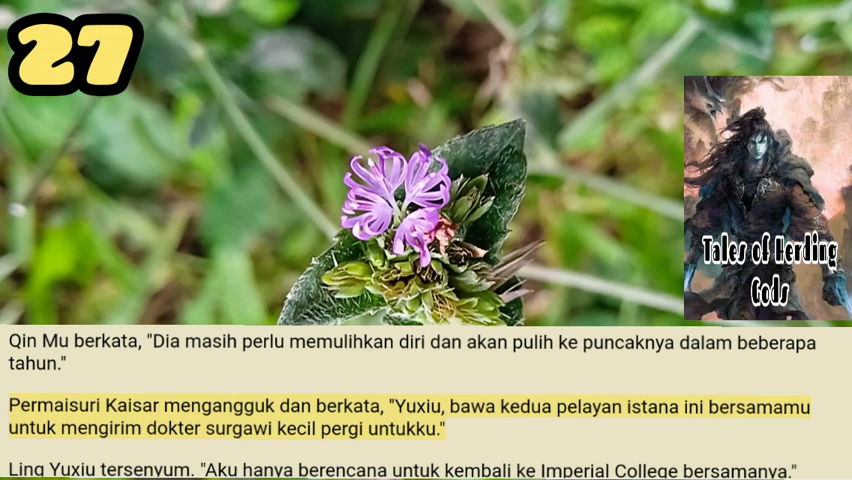 27
Tales of Herding
Gods
Qin Mu berkata, "Dia masih perlu memulihkan diri dan akan pulih ke puncaknya dalam beberapa
tahun."
Permaisuri Kaisar mengangguk dan berkata, "Yuxiu, bawa kedua pelayan istana ini bersamamu
untuk mengirim dokter surgawi kecil pergi untukku."
Ling Yuxiu tersenyum. "Aku hanya berencana untuk kembali ke Imperial College bersamanya."